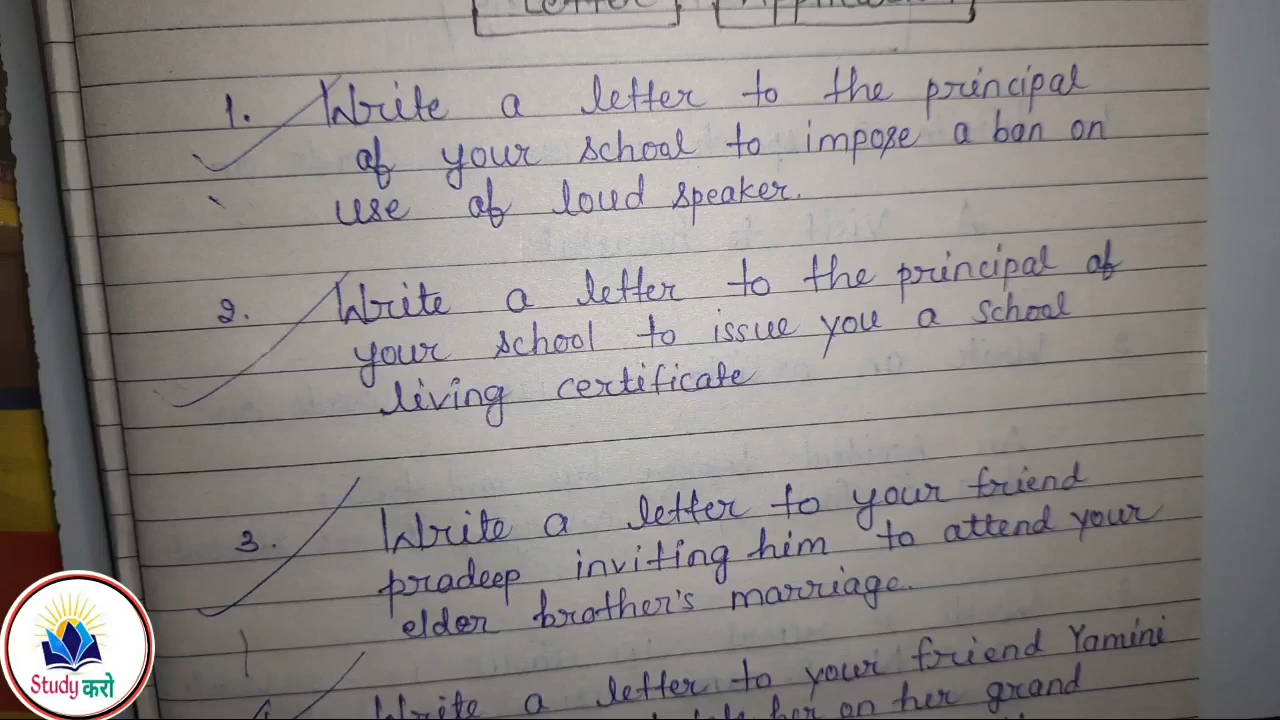 1. Write a letter to the principal
of your school to impose a ban on
use of loud speaker.
2. Write a letter to the principal of
your school to issue you a school
living certificate
3. Write a letter to your friend
pradeep inviting him to attend your
elder brother's marriage.
Write a letter to your friend Yamini
her on her grand
Study करो